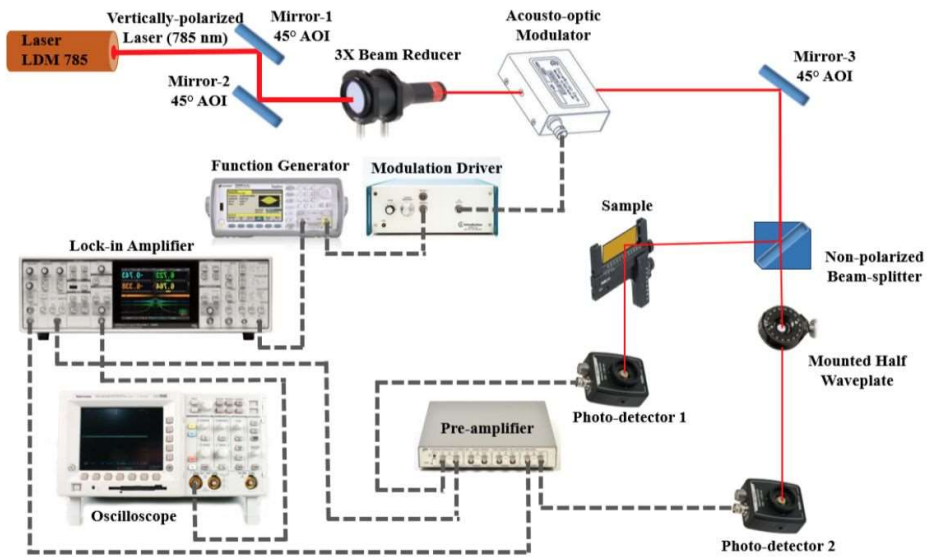 Laser
LDM 785
Vertically-polarized
Laser (785 nm)
Mirror-1
45° AOI
Mirror-2
45° AOI
3X Beam Reducer
Acousto-optic
Modulator
Mirror-3
45° AOI
Function Generator
Modulation Driver
Sample
Lock-in Amplifier
Non-polarized
Beam-splitter
Mounted Half
Waveplate
Photo-detector 1
Pre-amplifier
Oscilloscope
Photo-detector 2